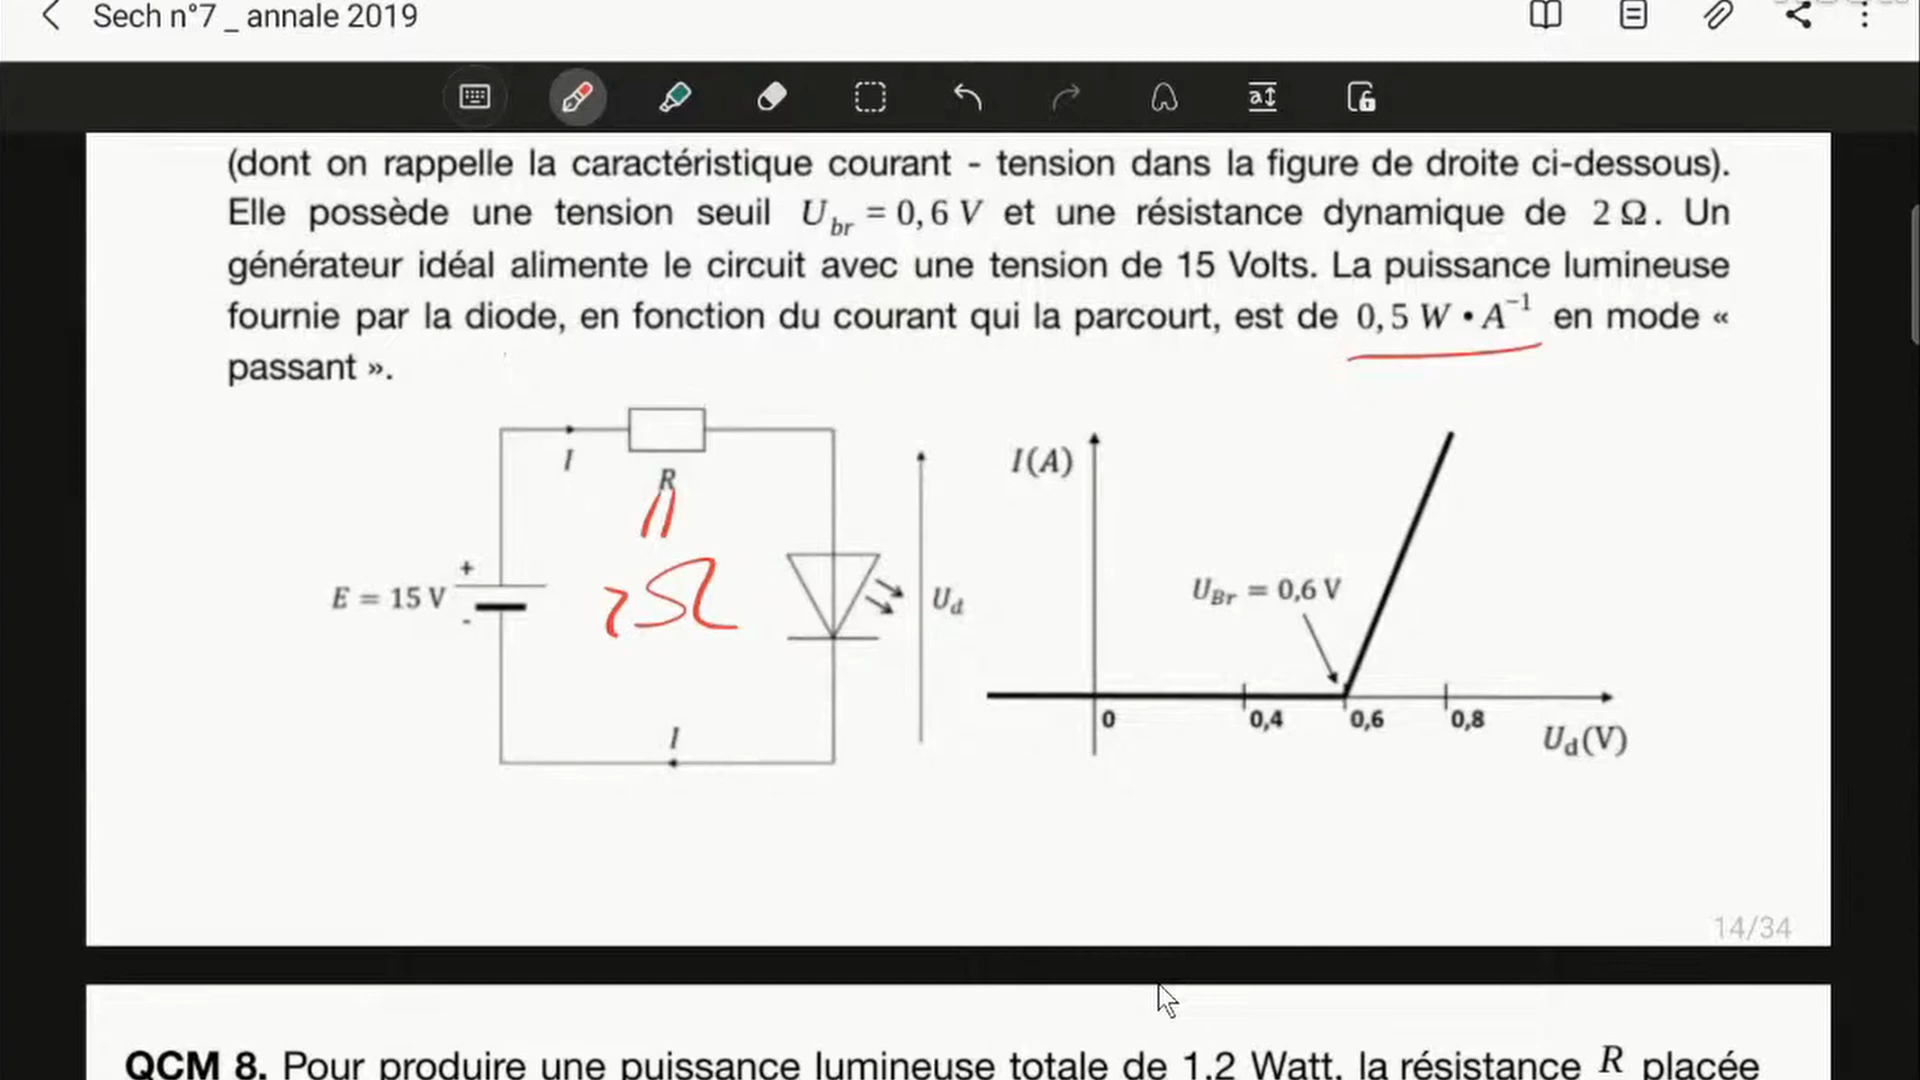 Sech n°7 _ annale 2019
(dont on rappelle la caractéristique courant - tension dans la figure de droite ci-dessous).
Elle possède une tension seuil U_br = 0,6 V et une résistance dynamique de 2 Ω. Un
générateur idéal alimente le circuit avec une tension de 15 Volts. La puissance lumineuse
fournie par la diode, en fonction du courant qui la parcourt, est de 0,5 W • A⁻¹ en mode «
passant ».
I
R
E = 15 V
+
-
U_d
I
I(A)
U_Br = 0,6 V
0
0,4
0,6
0,8
U_d(V)
14/34
QCM 8. Pour produire une puissance lumineuse totale de 1,2 Watt, la résistance R placée